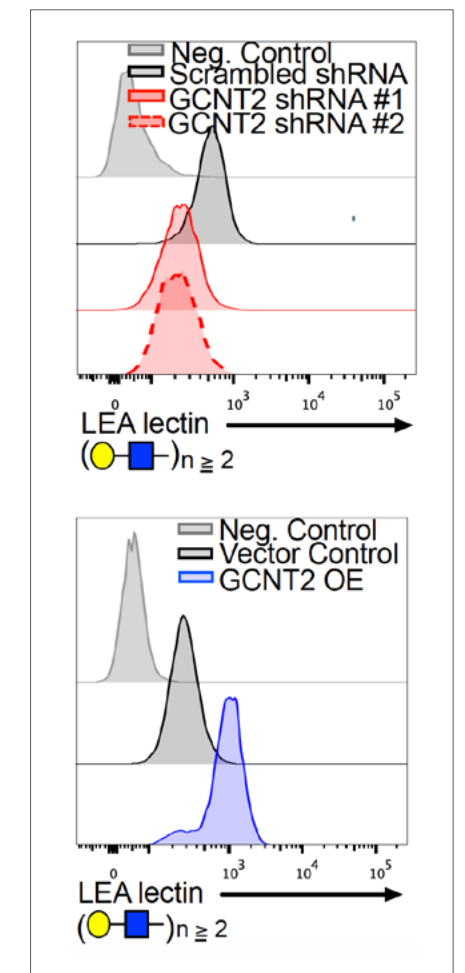 Neg. Control
Scrambled shRNA
GCNT2 shRNA #1
GCNT2 shRNA #2
0 10³ 10⁴ 10⁵
LEA lectin
( )n ≧ 2
Neg. Control
Vector Control
GCNT2 OE
0 10³ 10⁴ 10⁵
LEA lectin
( )n ≧ 2